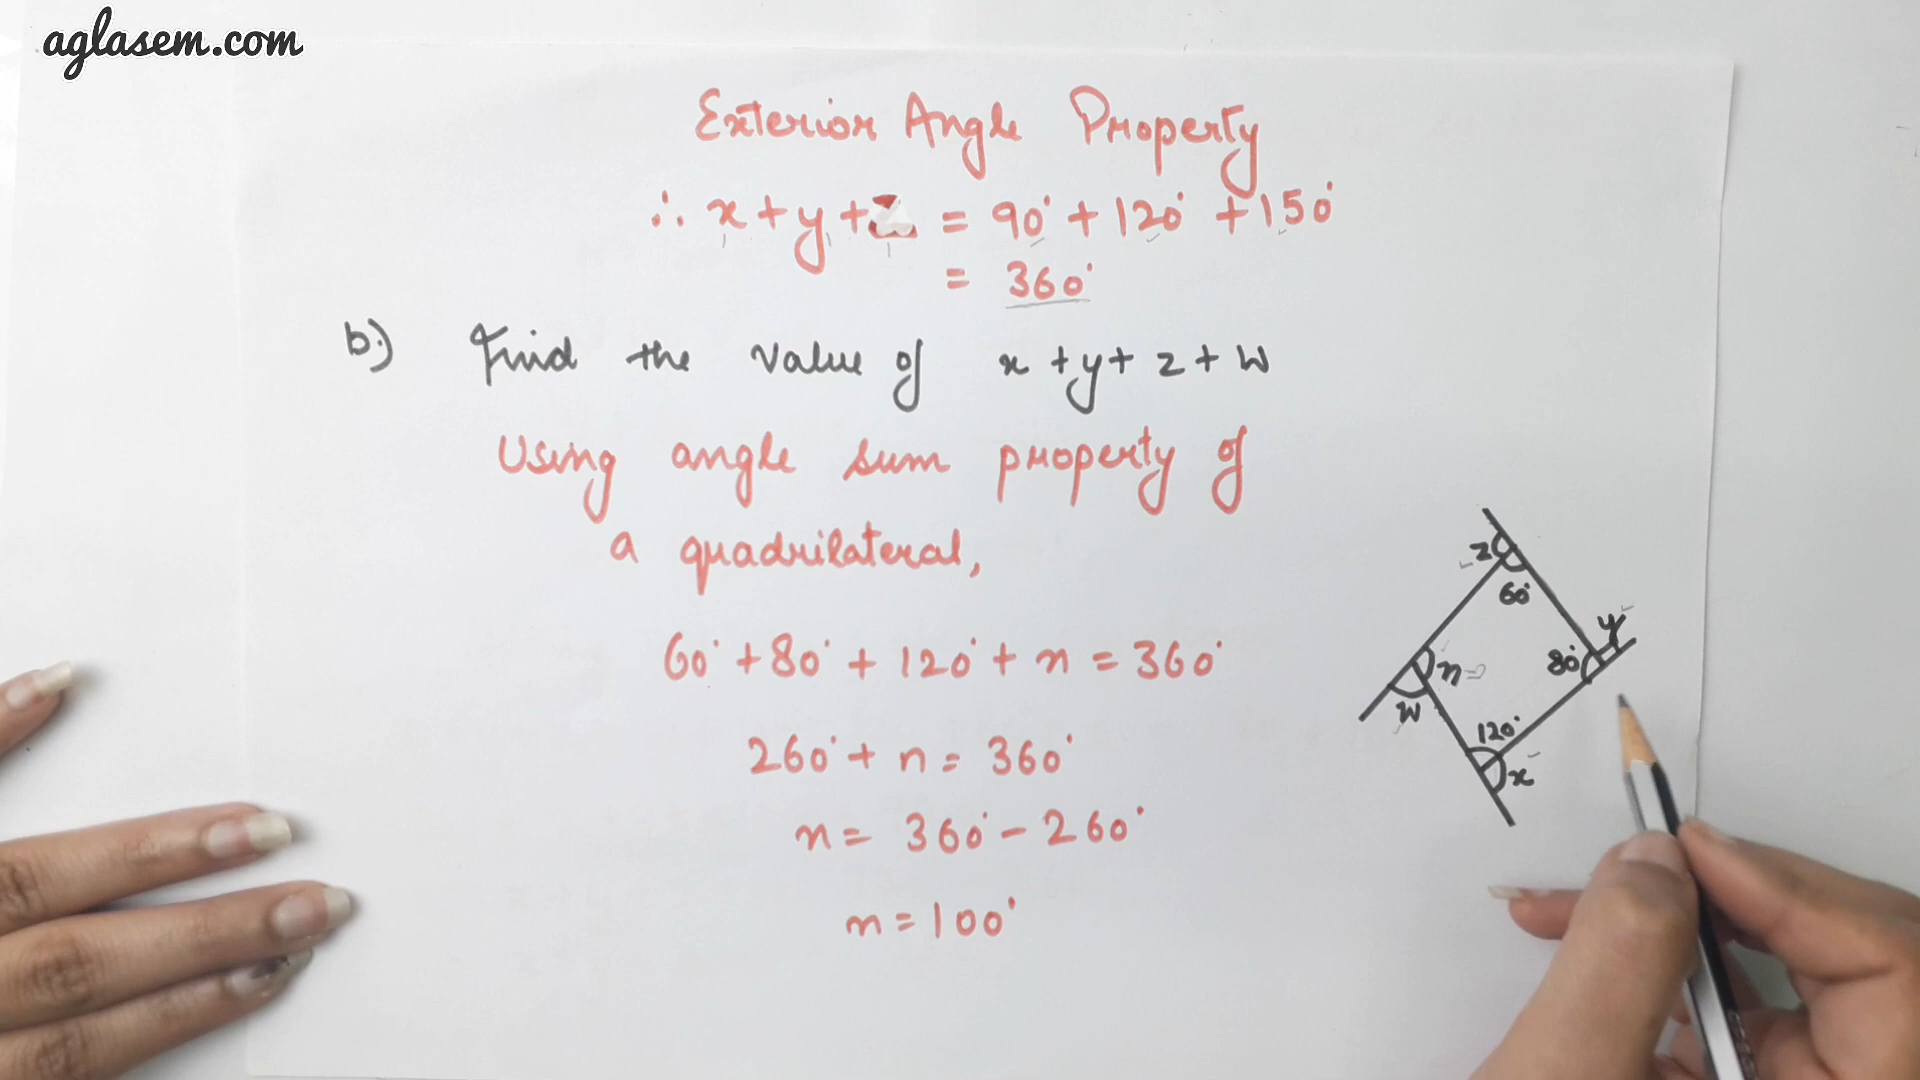 aglasem.com
Exterior Angle Property
∴ x + y + z = 90° + 120° + 150°
= 360°
b.) Find the value of x + y + z + w
Using angle sum property of
a quadrilateral,
60° + 80° + 120° + n = 360°
260° + n = 360°
n = 360° - 260°
n = 100°
z
60°
y
80°
n =
w
120°
x